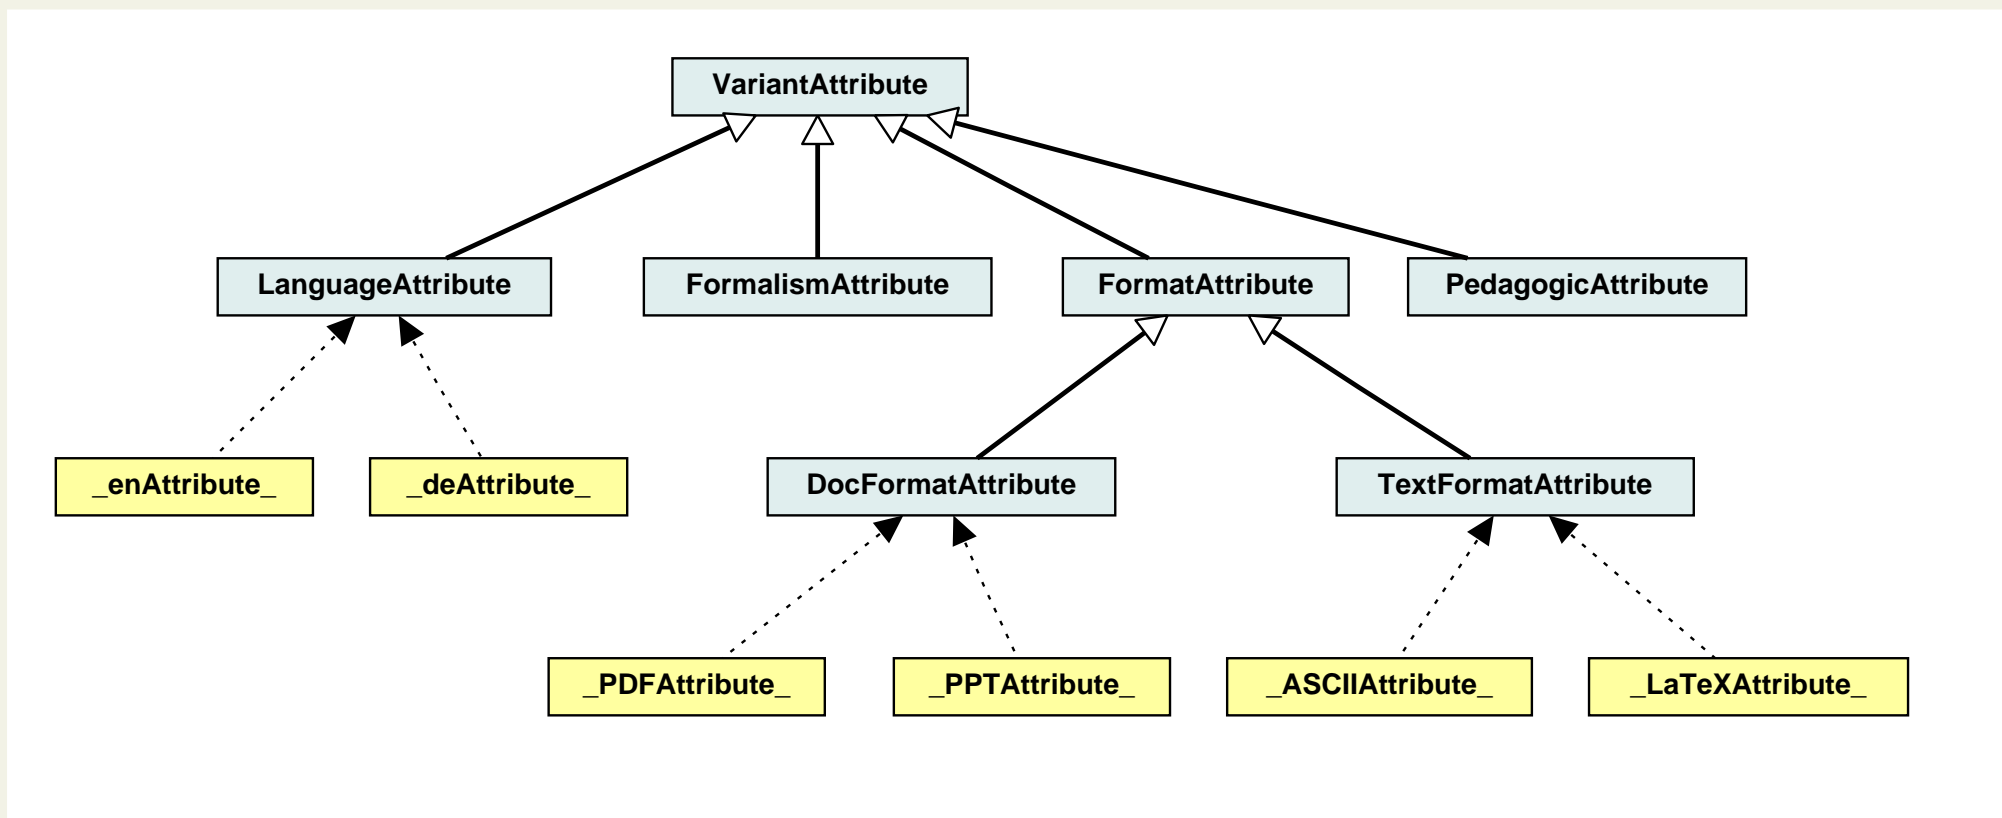 VariantAttribute
LanguageAttribute
FormalismAttribute
FormatAttribute
PedagogicAttribute
_enAttribute_
_deAttribute_
DocFormatAttribute
TextFormatAttribute
_PDFAttribute_
_PPTAttribute_
_ASCIIAttribute_
_LaTeXAttribute_